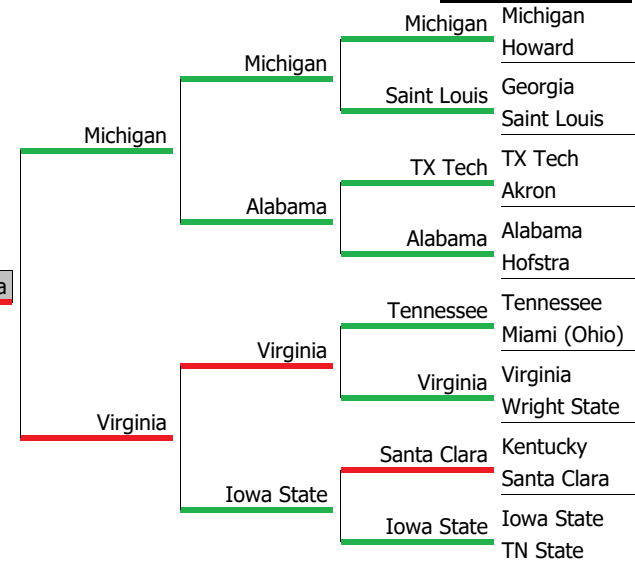 Michigan
Howard
Georgia
Saint Louis
TX Tech
Akron
Alabama
Hofstra
Tennessee
Miami (Ohio)
Virginia
Wright State
Kentucky
Santa Clara
Iowa State
TN State
Michigan
Saint Louis
TX Tech
Alabama
Tennessee
Virginia
Santa Clara
Iowa State
Michigan
Alabama
Virginia
Iowa State
Michigan
Virginia
a